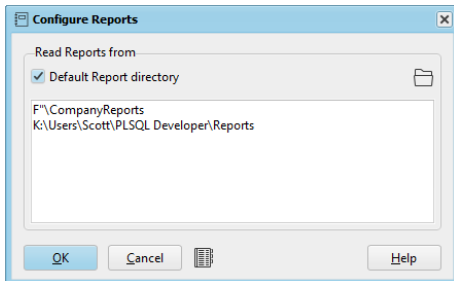 Configure Reports
Read Reports from
Default Report directory
F"\CompanyReports
K:\Users\Scott\PLSQL Developer\Reports
OK
Cancel
Help